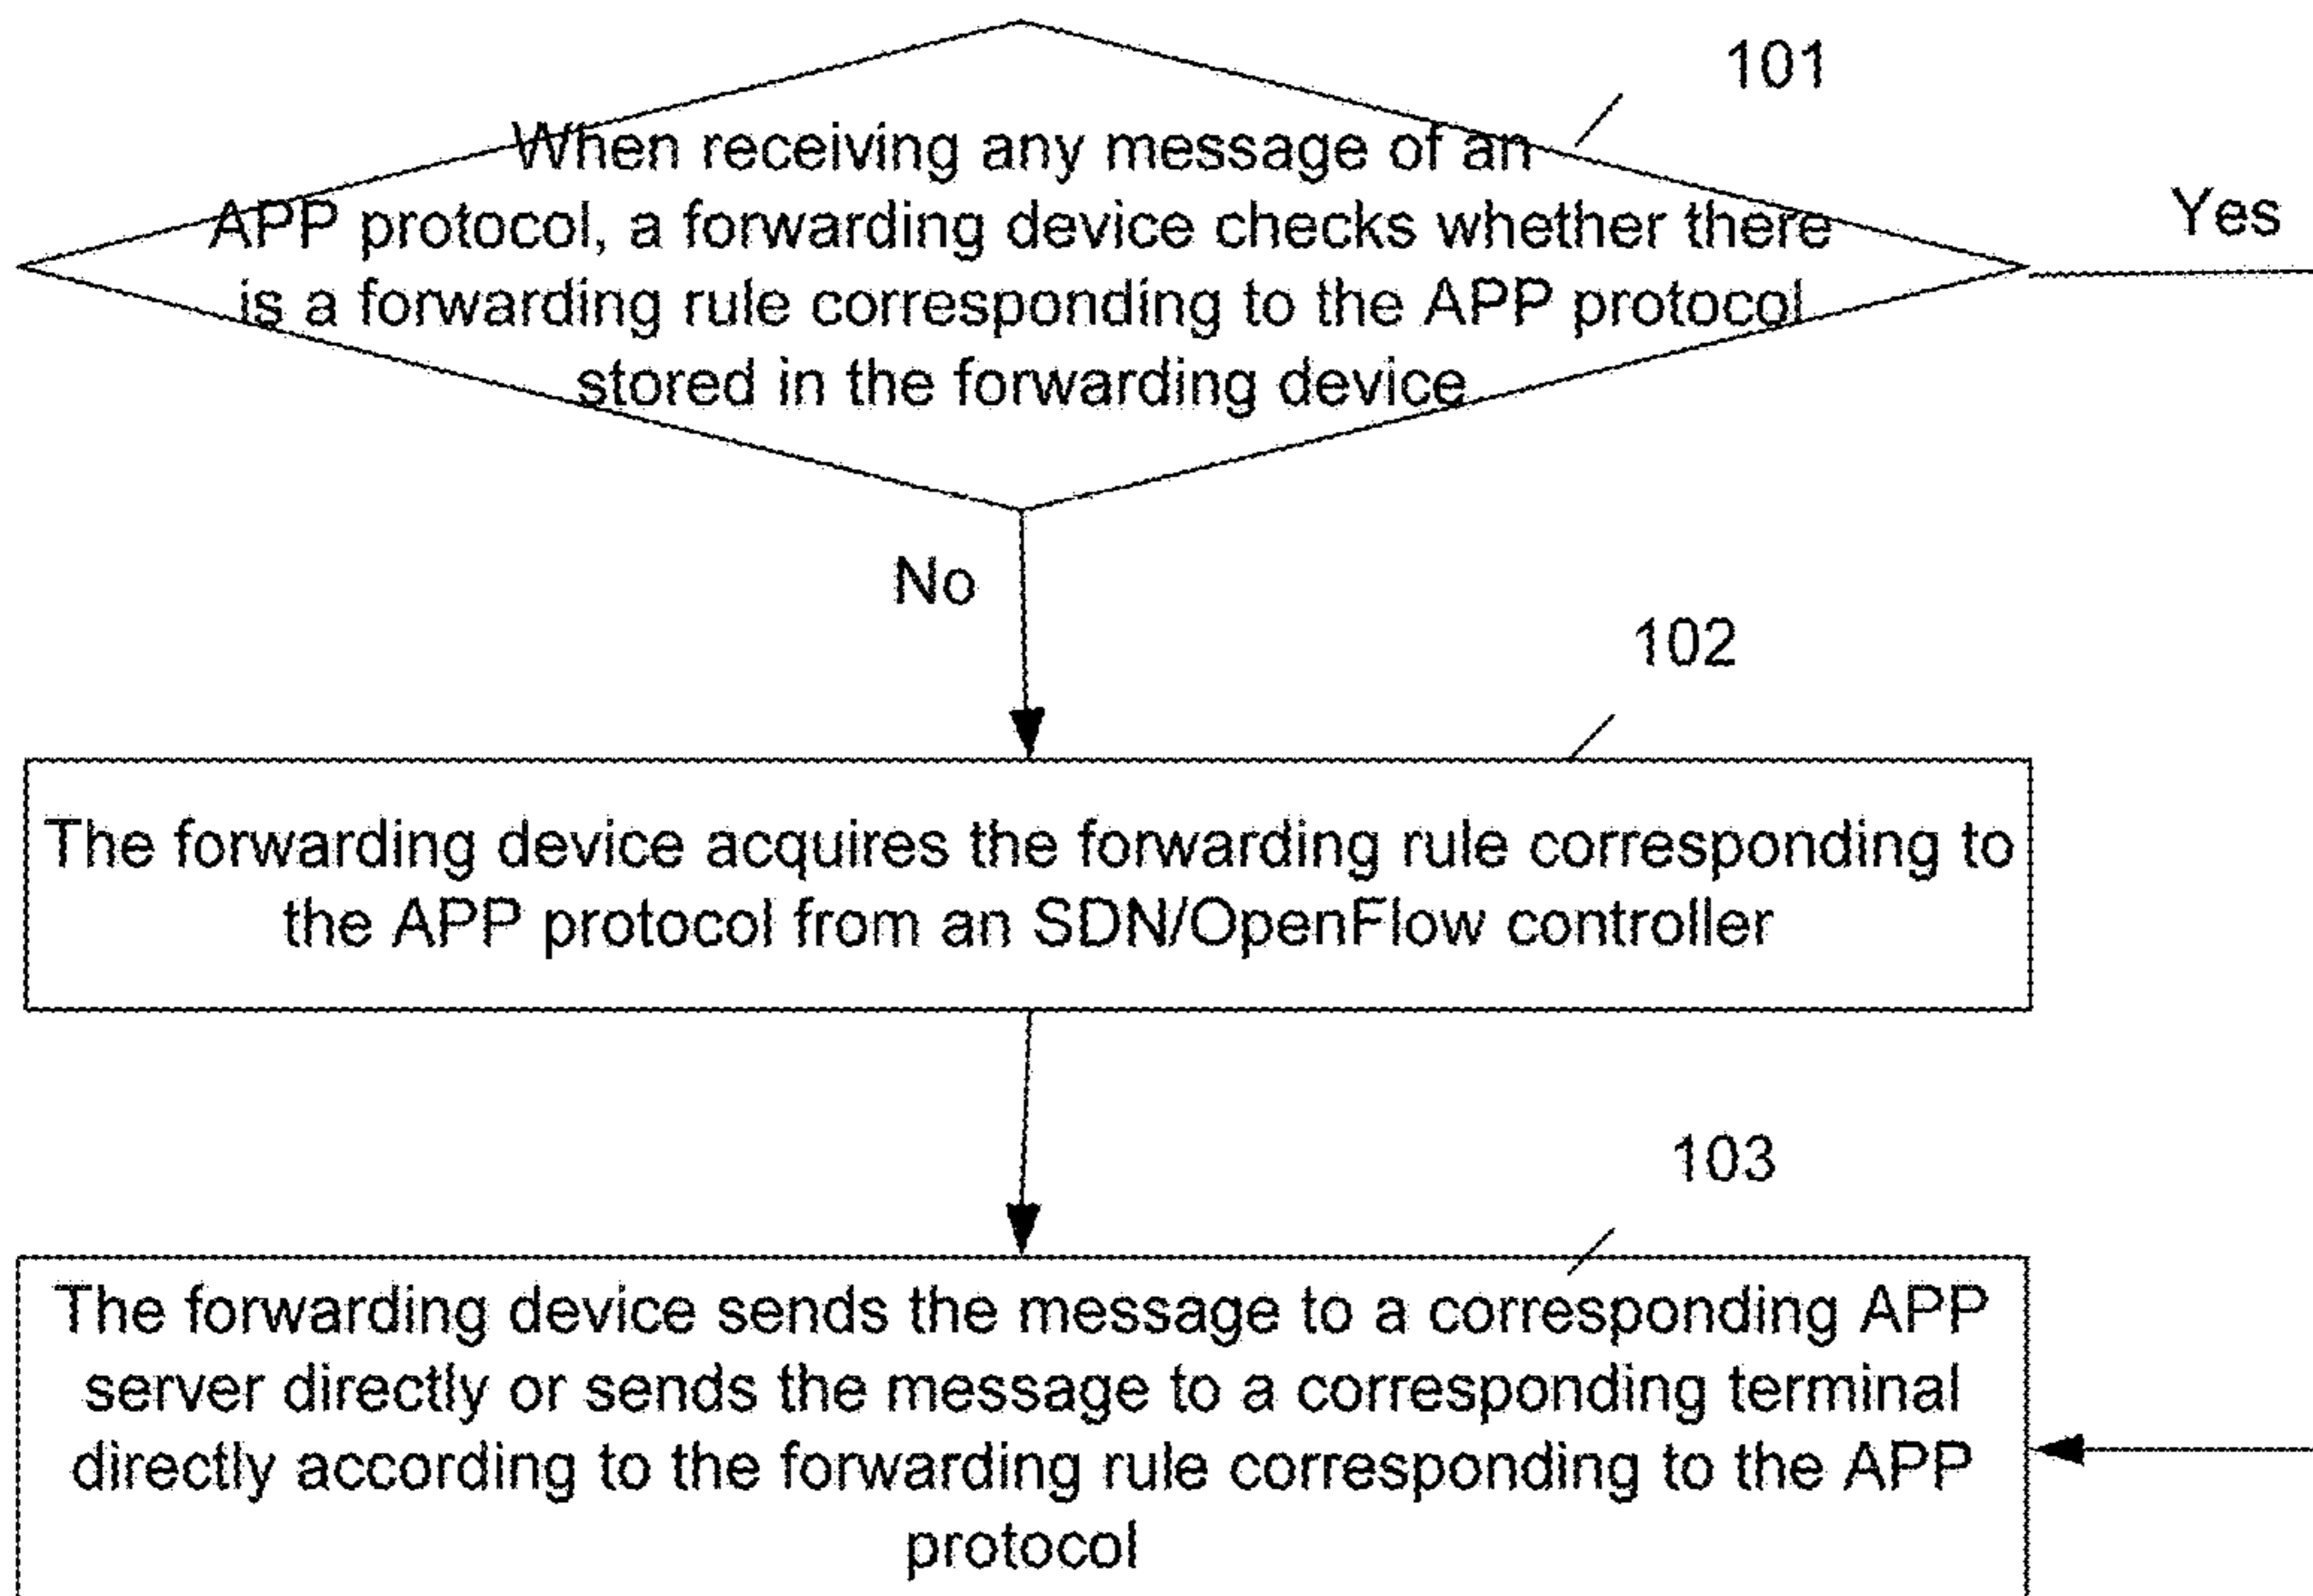 101
When receiving any message of an
APP protocol, a forwarding device checks whether there
is a forwarding rule corresponding to the APP protocol
stored in the forwarding device
Yes
No
102
The forwarding device acquires the forwarding rule corresponding to
the APP protocol from an SDN/OpenFlow controller
103
The forwarding device sends the message to a corresponding APP
server directly or sends the message to a corresponding terminal
directly according to the forwarding rule corresponding to the APP
protocol